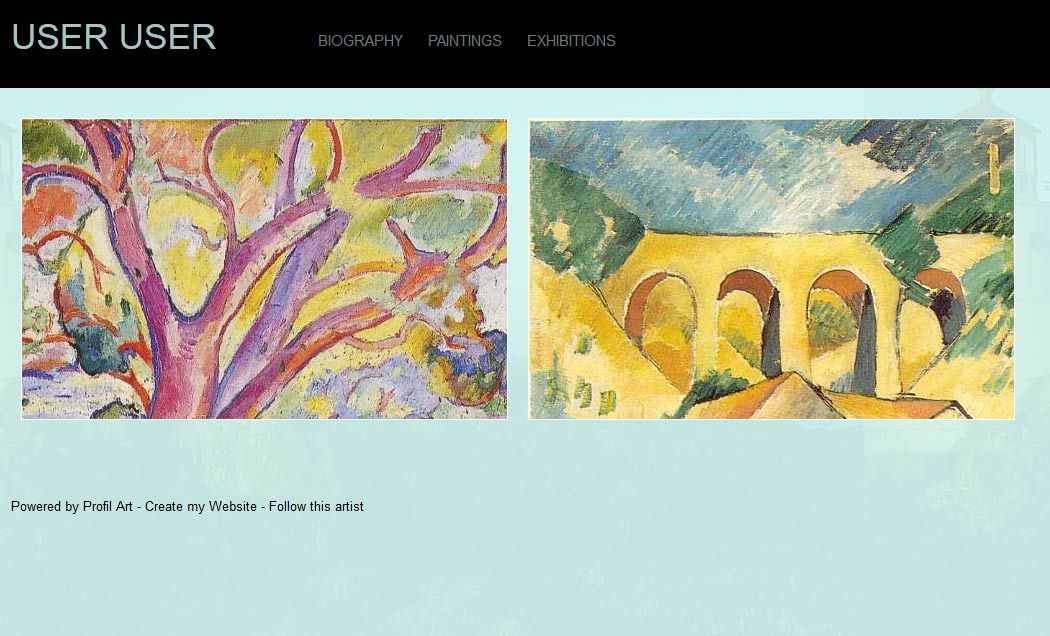 USER USER
BIOGRAPHY PAINTINGS EXHIBITIONS
Powered by Profil Art - Create my Website - Follow this artist